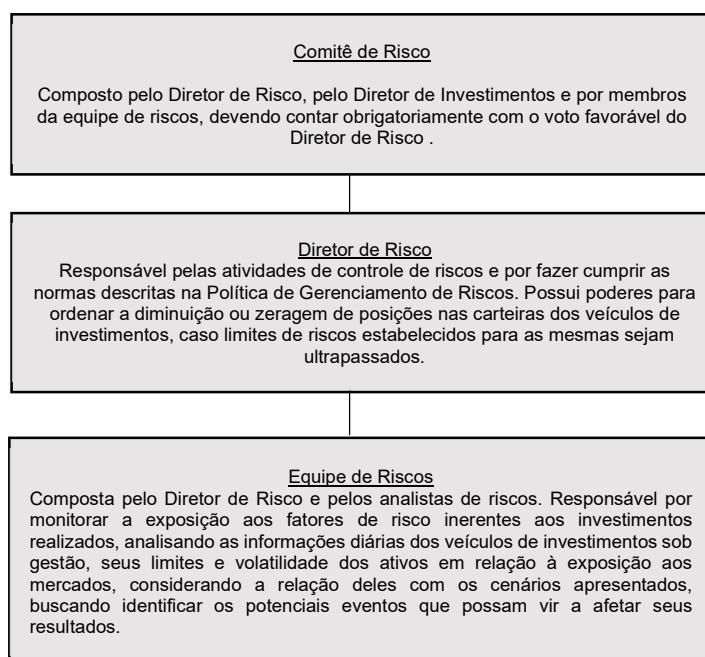 Comitê de Risco
Composto pelo Diretor de Risco, pelo Diretor de Investimentos e por membros
da equipe de riscos, devendo contar obrigatoriamente com o voto favorável do
Diretor de Risco .
Diretor de Risco
Responsável pelas atividades de controle de riscos e por fazer cumprir as
normas descritas na Política de Gerenciamento de Riscos. Possui poderes para
ordenar a diminuição ou zeragem de posições nas carteiras dos veículos de
investimentos, caso limites de riscos estabelecidos para as mesmas sejam
ultrapassados.
Equipe de Riscos
Composta pelo Diretor de Risco e pelos analistas de riscos. Responsável por
monitorar a exposição aos fatores de risco inerentes aos investimentos
realizados, analisando as informações diárias dos veículos de investimentos sob
gestão, seus limites e volatilidade dos ativos em relação à exposição aos
mercados, considerando a relação deles com os cenários apresentados,
buscando identificar os potenciais eventos que possam vir a afetar seus
resultados.